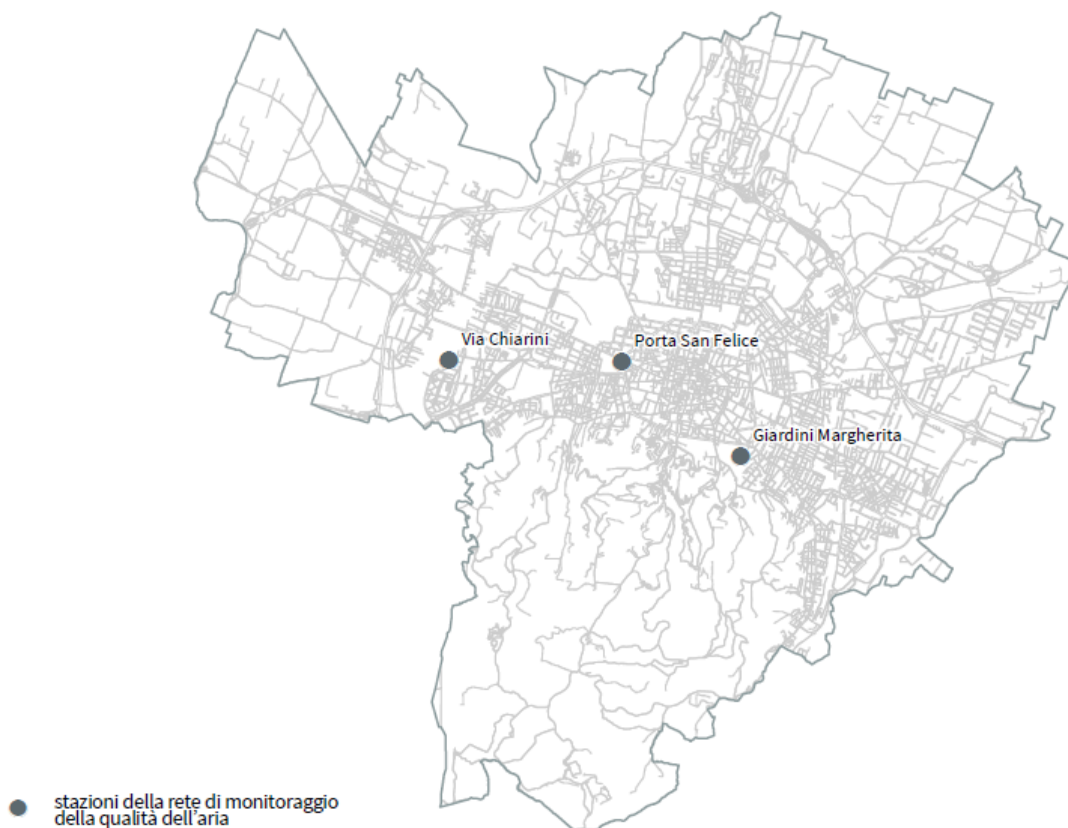 Via Chiarini
Porta San Felice
Giardini Margherita
stazioni della rete di monitoraggio
della qualità dell'aria